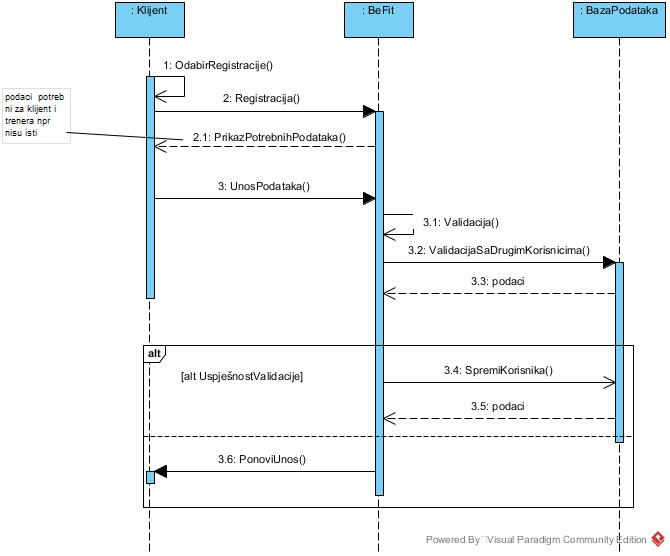 : Klijent
: BeFit
: BazaPodataka
1: OdabirRegistracije()
2: Registracija()
podaci potreb
ni za klijent i
trenera npr
nisu isti
2.1: PrikazPotrebnihPodataka()
3: UnosPodataka()
3.1: Validacija()
3.2: ValidacijaSaDrugimKorisnicima()
3.3: podaci
alt
[alt UspješnostValidacije]
3.4: SpremiKorisnika()
3.5: podaci
3.6: PonoviUnos()
Powered By Visual Paradigm Community Edition